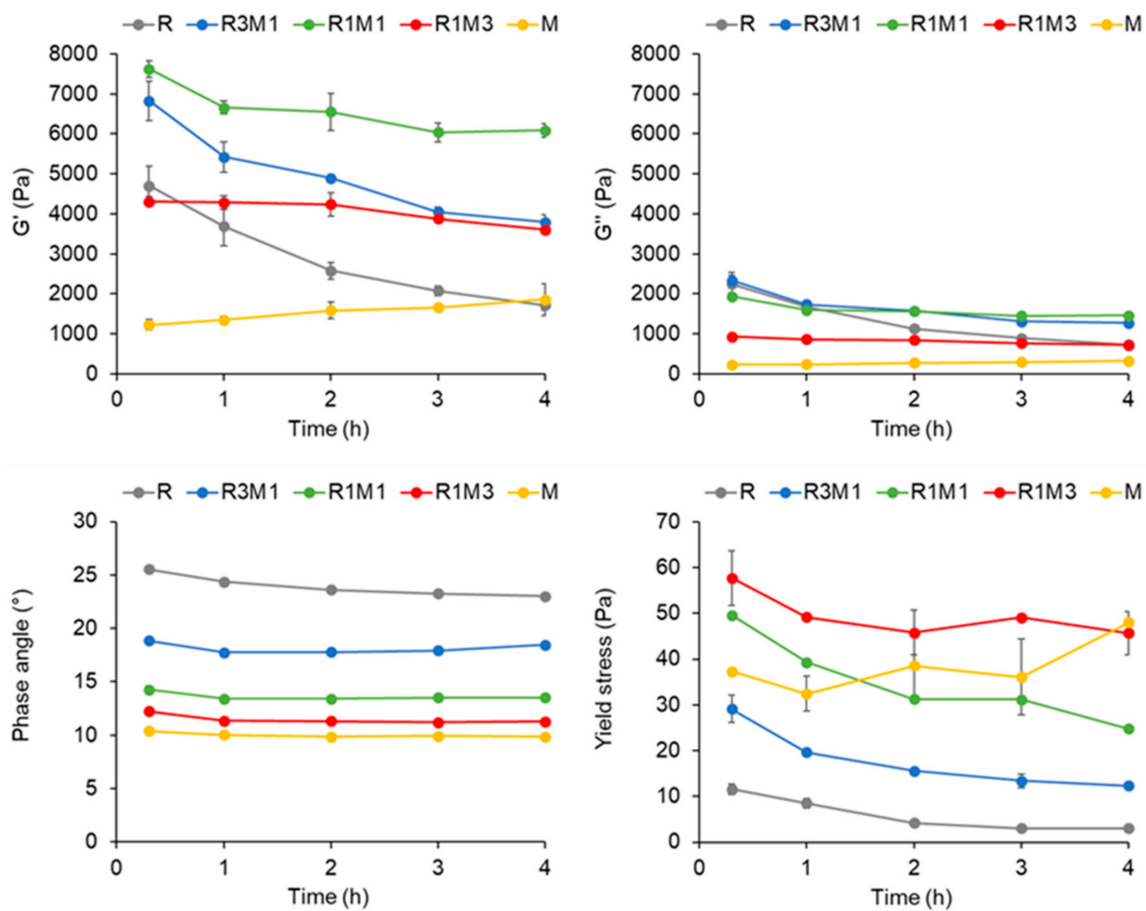 R R3M1 R1M1 R1M3 M
8000
7000
6000
5000
4000
3000
2000
1000
0
G' (Pa)
0 1 2 3 4
Time (h)
R R3M1 R1M1 R1M3 M
8000
7000
6000
5000
4000
3000
2000
1000
0
G'' (Pa)
0 1 2 3 4
Time (h)
R R3M1 R1M1 R1M3 M
30
25
20
15
10
5
0
Phase angle (°)
0 1 2 3 4
Time (h)
R R3M1 R1M1 R1M3 M
70
60
50
40
30
20
10
0
Yield stress (Pa)
0 1 2 3 4
Time (h)